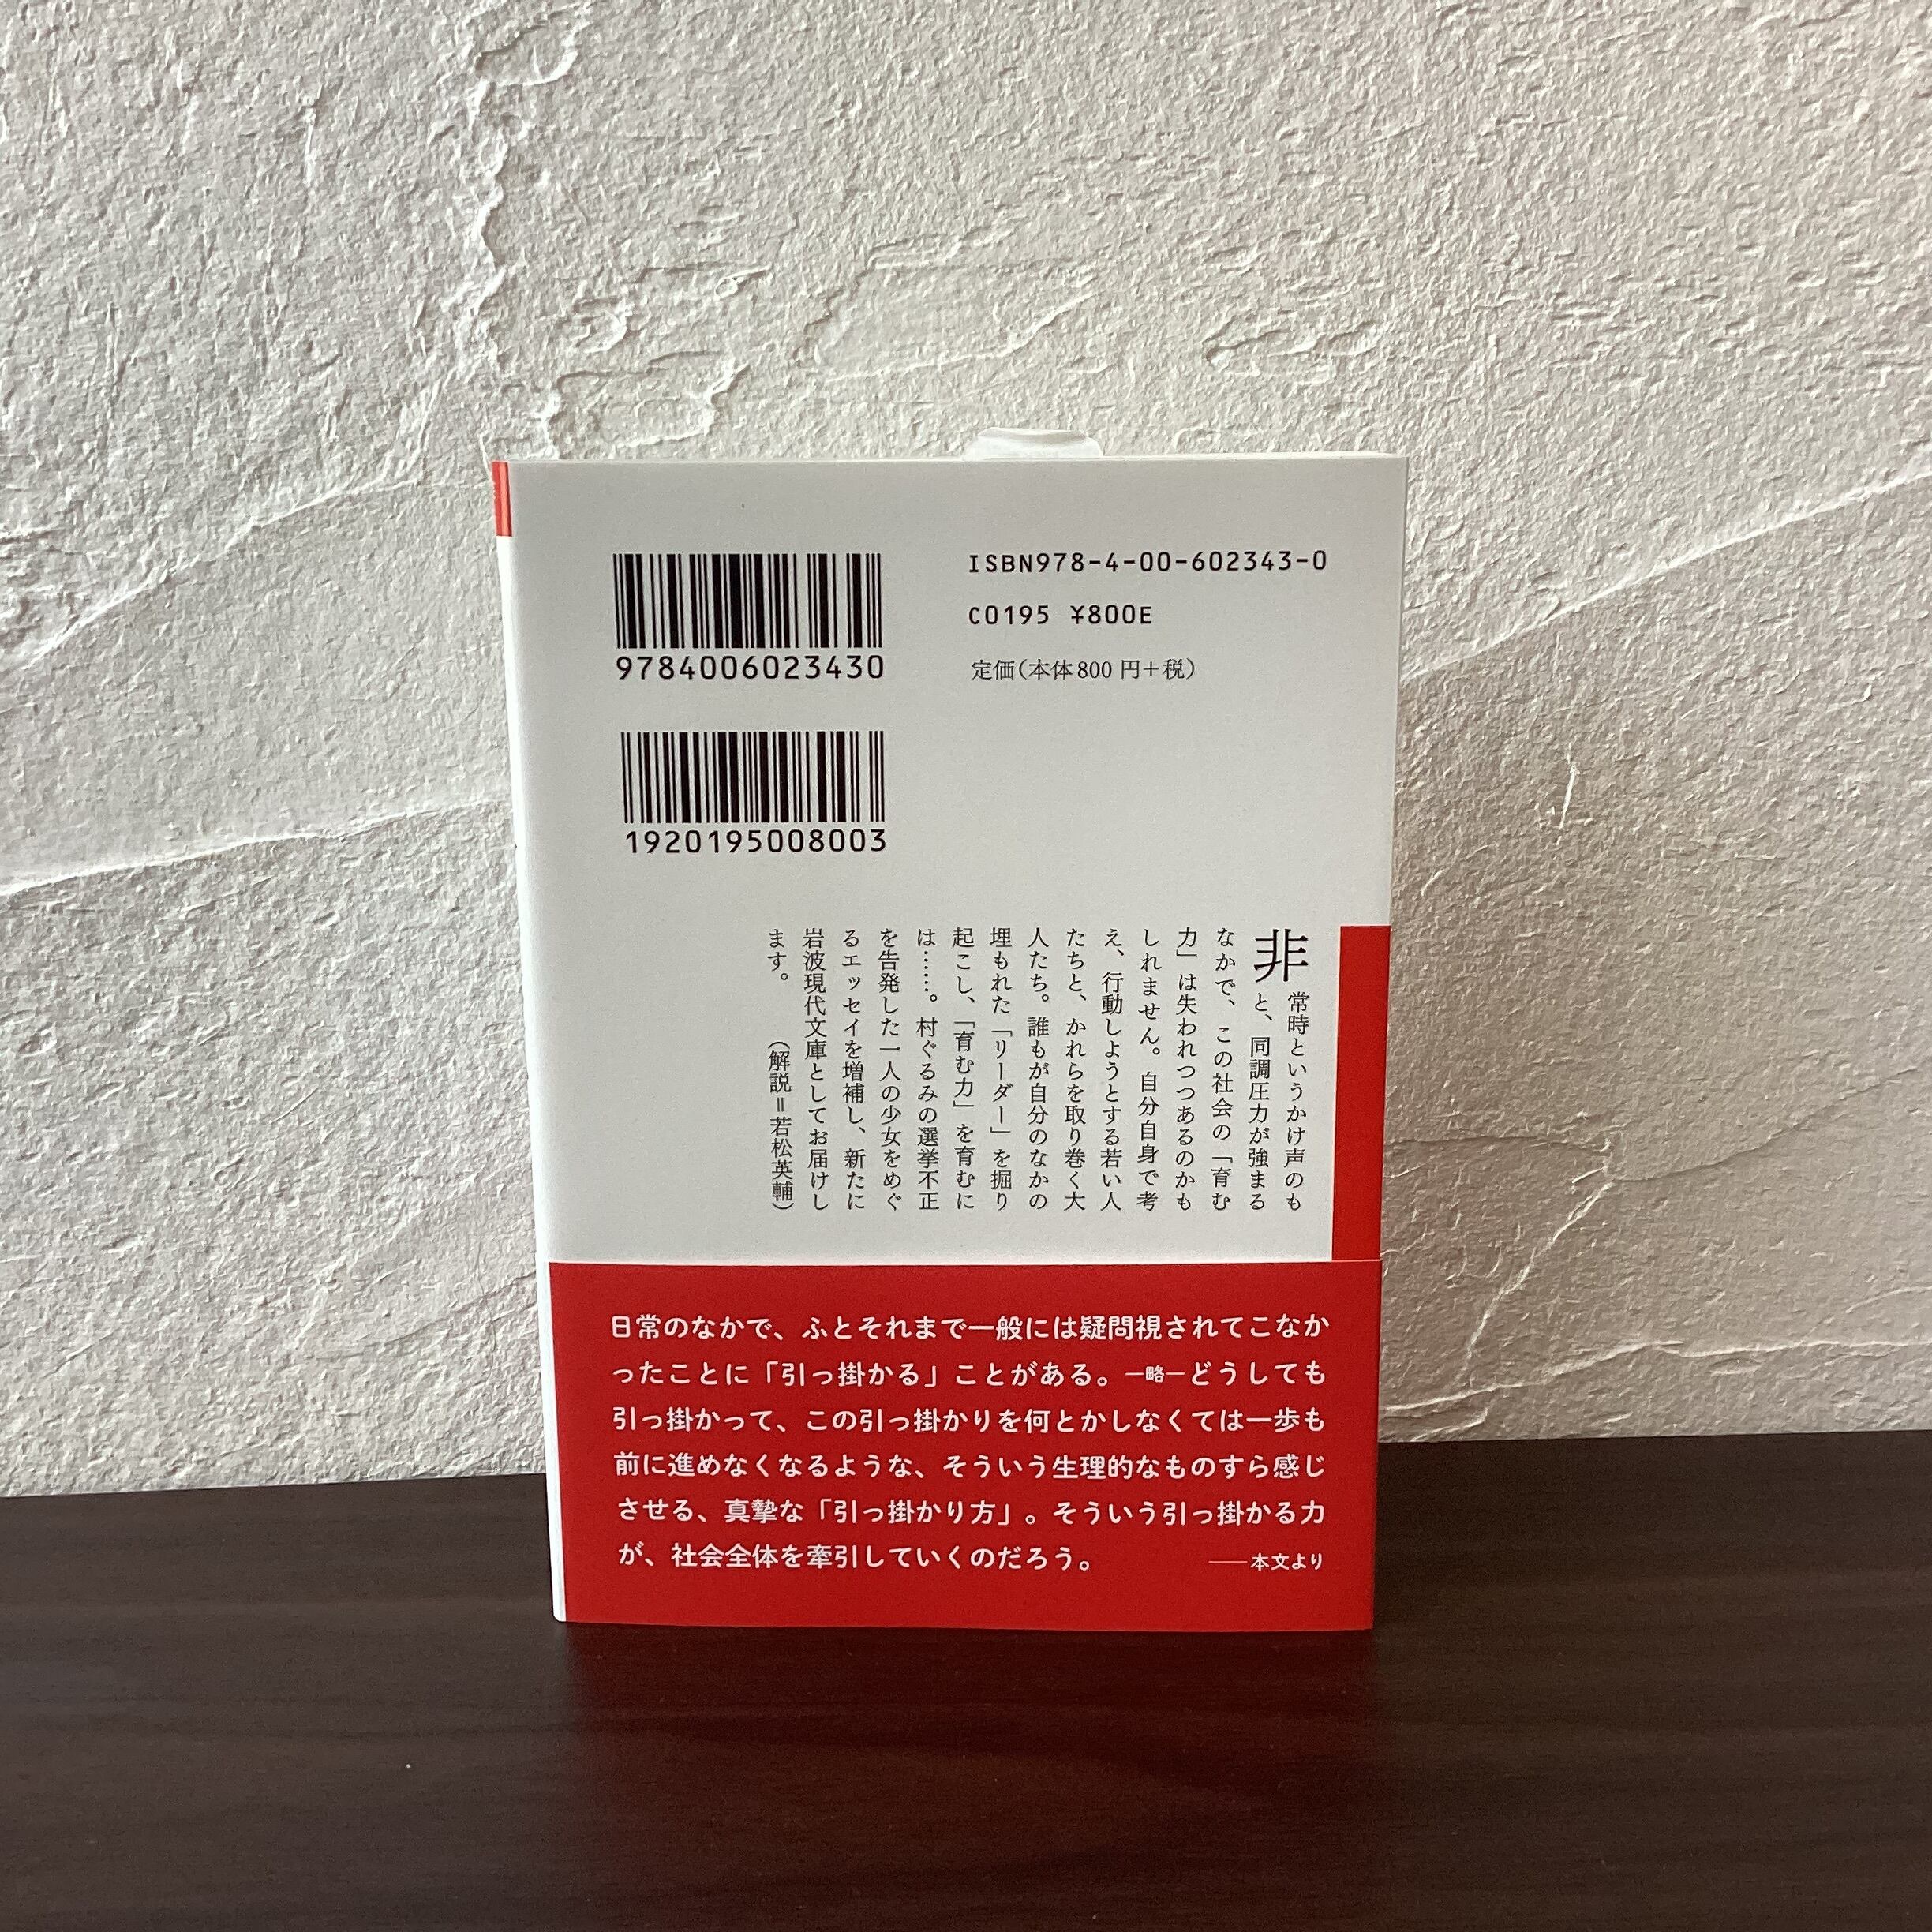 ISBN978-4-00-602343-0
C0195 ¥800E
定価(本体800円+税)
9784006023430
1920195008003
非常時というかけ声のも
と、同調圧力が強まる
なかで、この社会の「育む
力」は失われつつあるのかも
しれません。自分自身で考
え、行動しようとする若い人
たちと、かれらを取り巻く大
人たち。誰もが自分のなかの
埋もれた「リーダー」を掘り
起こし、「育む力」を育むに
は……。村ぐるみの選挙不正
を告発した一人の少女をめぐ
るエッセイを増補し、新たに
岩波現代文庫としてお届けし
ます。 (解説=若松英輔)
日常のなかで、ふとそれまで一般には疑問視されてこなか
ったことに「引っ掛かる」ことがある。—略—どうしても
引っ掛かって、この引っ掛かりを何とかしなくては一歩も
前に進めなくなるような、そういう生理的なものすら感じ
させる、真摯な「引っ掛かり方」。そういう引っ掛かる力
が、社会全体を牽引していくのだろう。 ——本文より